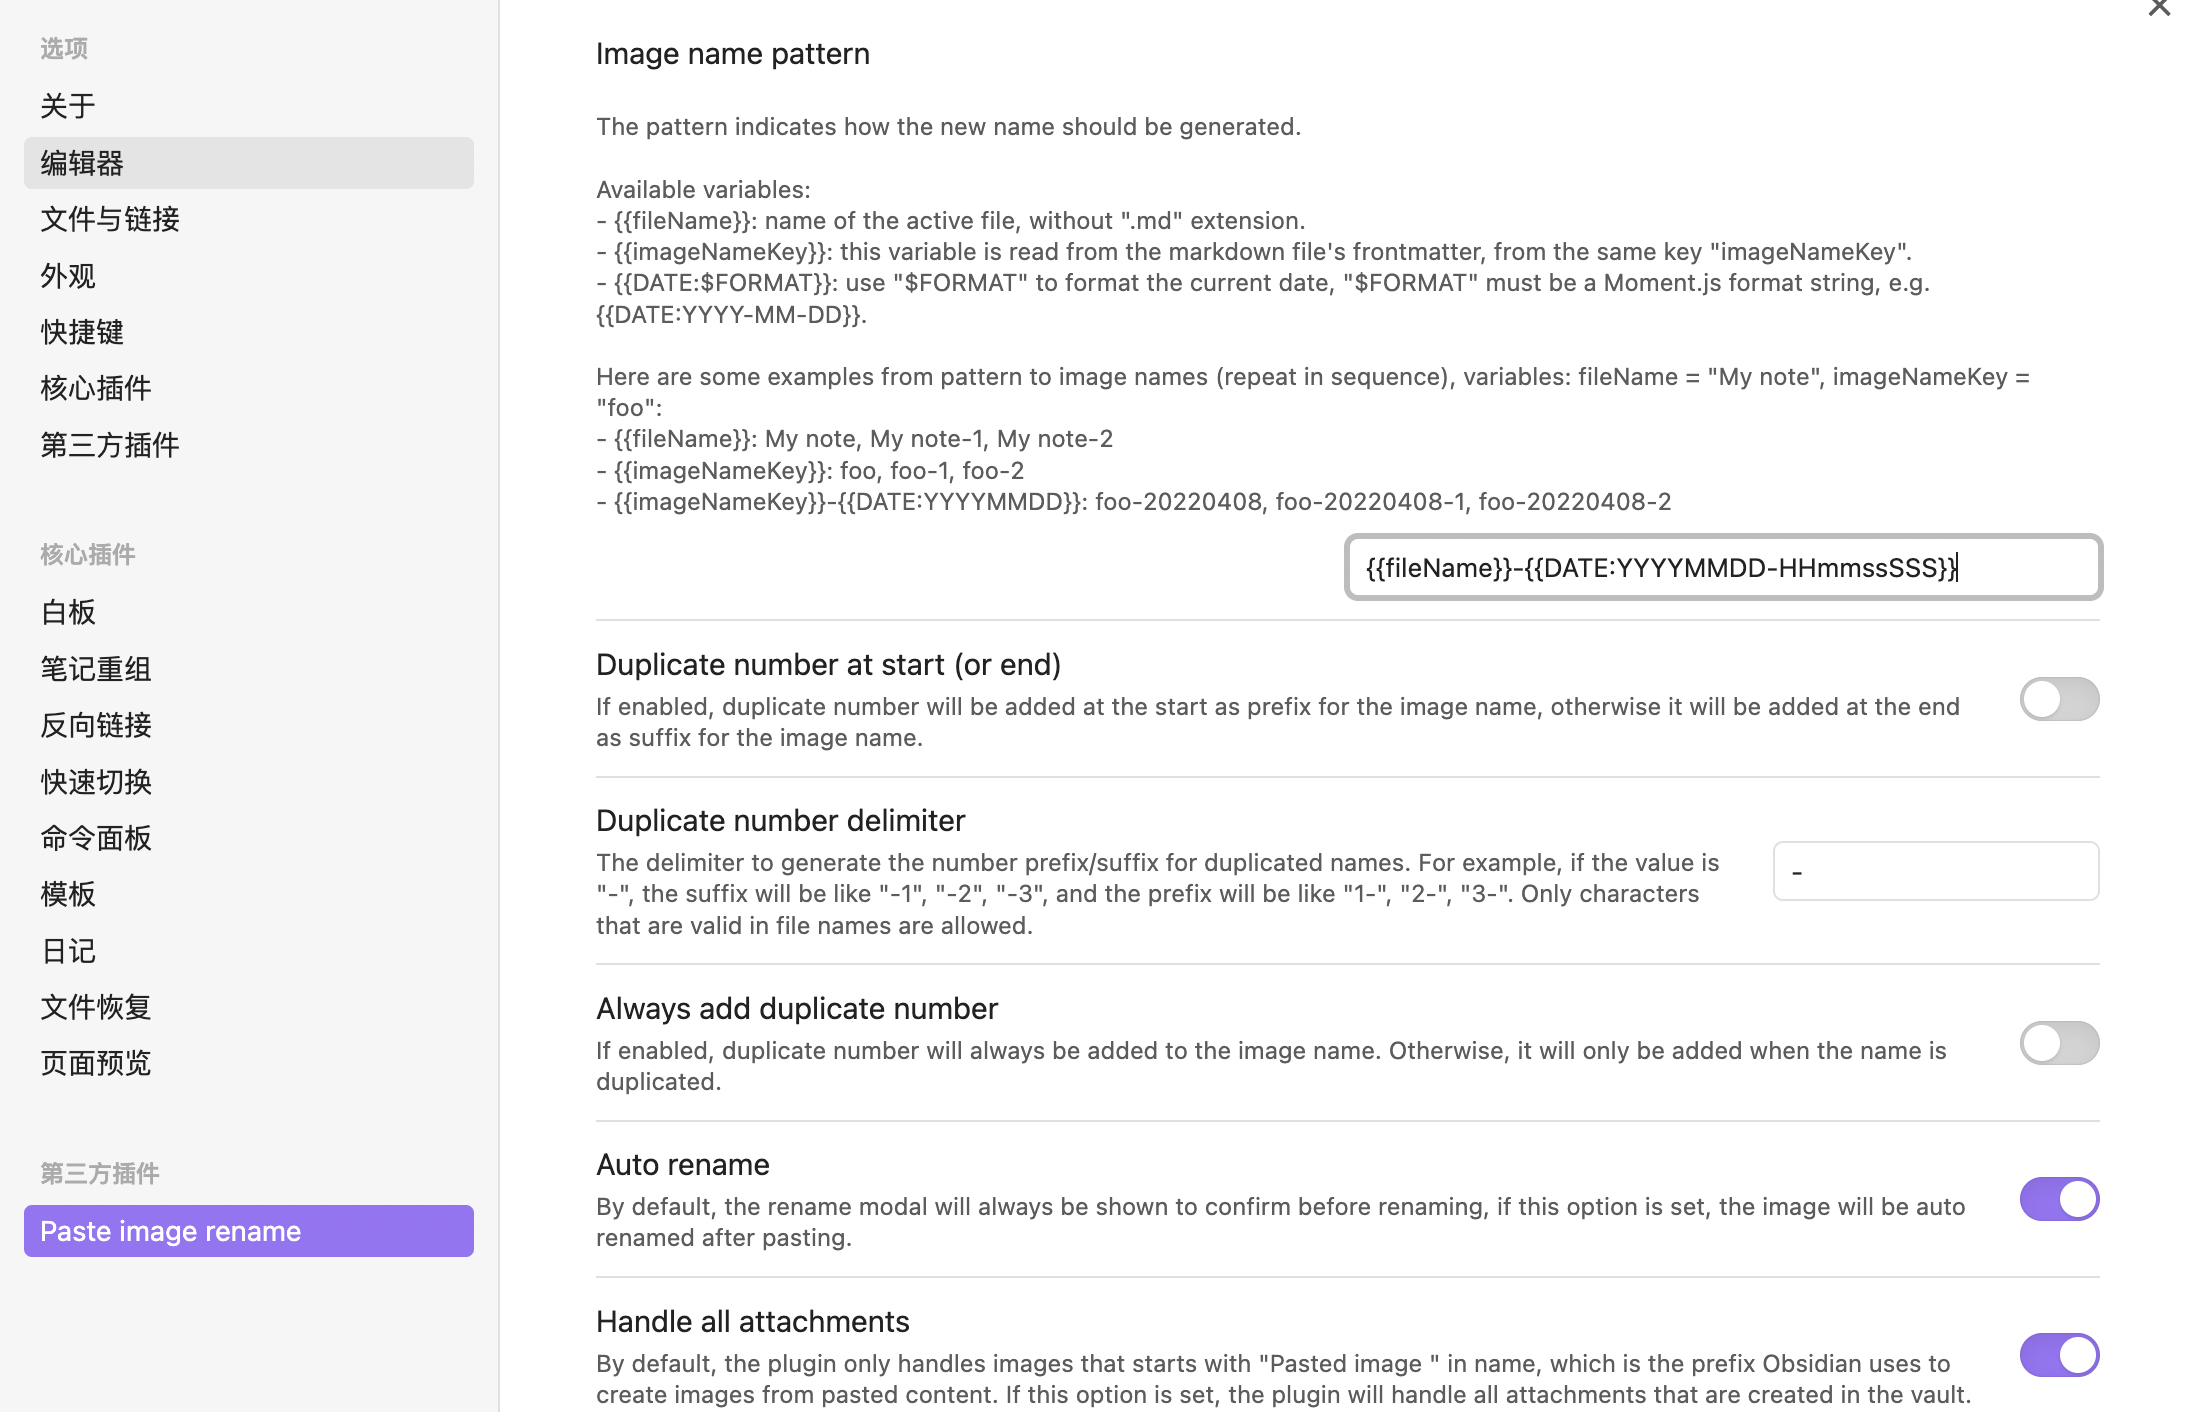 选项
关于
编辑器
文件与链接
外观
快捷键
核心插件
第三方插件
核心插件
白板
笔记重组
反向链接
快速切换
命令面板
模板
日记
文件恢复
页面预览
第三方插件
Paste image rename
Image name pattern
The pattern indicates how the new name should be generated.
Available variables:
- {{fileName}}: name of the active file, without ".md" extension.
- {{imageNameKey}}: this variable is read from the markdown file's frontmatter, from the same key "imageNameKey".
- {{DATE:$FORMAT}}: use "$FORMAT" to format the current date, "$FORMAT" must be a Moment.js format string, e.g.
{{DATE:YYYY-MM-DD}}.
Here are some examples from pattern to image names (repeat in sequence), variables: fileName = "My note", imageNameKey =
"foo":
- {{fileName}}: My note, My note-1, My note-2
- {{imageNameKey}}: foo, foo-1, foo-2
- {{imageNameKey}}-{{DATE:YYYYMMDD}}: foo-20220408, foo-20220408-1, foo-20220408-2
{{fileName}}-{{DATE:YYYYMMDD-HHmmssSSS}}
Duplicate number at start (or end)
If enabled, duplicate number will be added at the start as prefix for the image name, otherwise it will be added at the end
as suffix for the image name.
Duplicate number delimiter
The delimiter to generate the number prefix/suffix for duplicated names. For example, if the value is
"-", the suffix will be like "-1", "-2", "-3", and the prefix will be like "1-", "2-", "3-". Only characters
that are valid in file names are allowed.
-
Always add duplicate number
If enabled, duplicate number will always be added to the image name. Otherwise, it will only be added when the name is
duplicated.
Auto rename
By default, the rename modal will always be shown to confirm before renaming, if this option is set, the image will be auto
renamed after pasting.
Handle all attachments
By default, the plugin only handles images that starts with "Pasted image " in name, which is the prefix Obsidian uses to
create images from pasted content. If this option is set, the plugin will handle all attachments that are created in the vault.